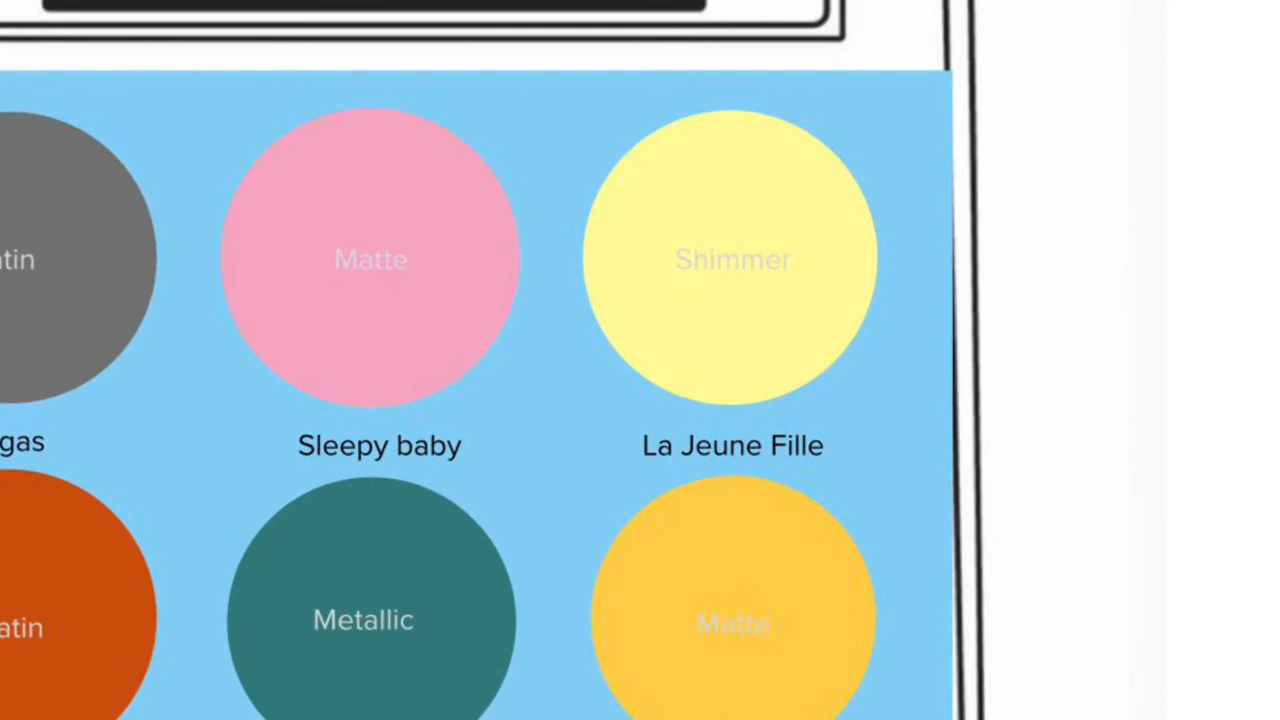 Matte
Shimmer
Sleepy baby
La Jeune Fille
Metallic
Matte